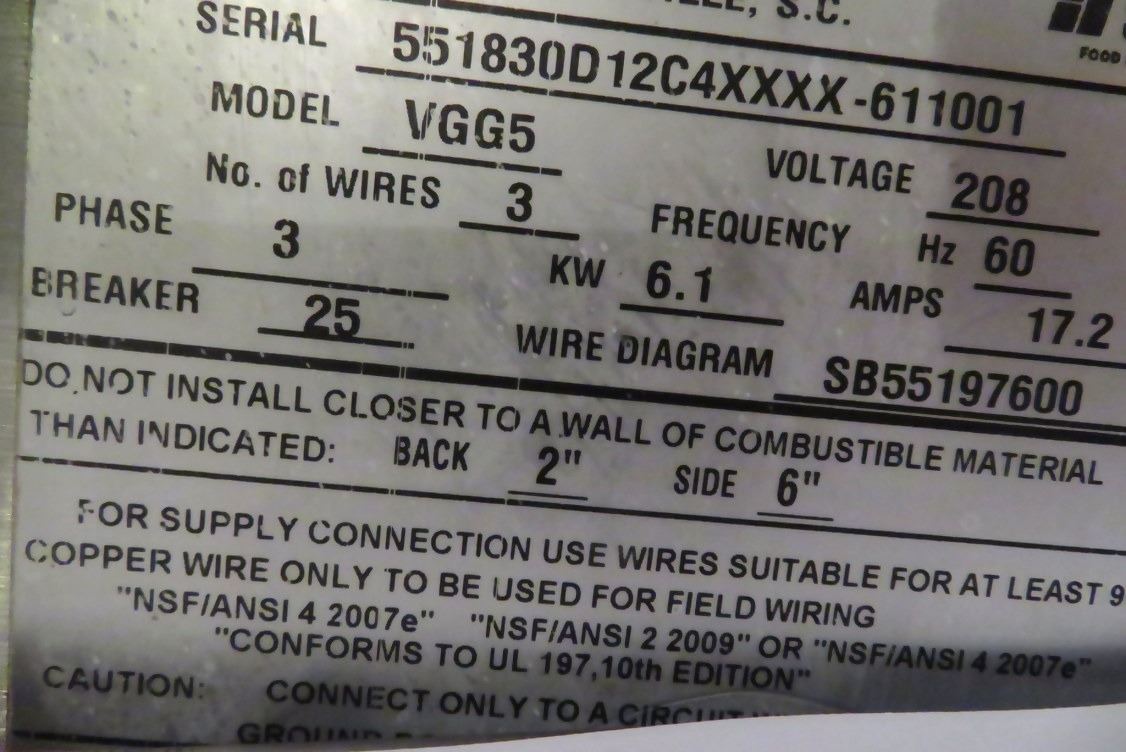 S.C.
FOOD
SERIAL 551830D12C4XXXX-611001
MODEL VGG5
VOLTAGE 208
No. of WIRES 3
FREQUENCY Hz 60
PHASE 3
KW 6.1
AMPS 17.2
BREAKER 25
WIRE DIAGRAM SB55197600
DO NOT INSTALL CLOSER TO A WALL OF COMBUSTIBLE MATERIAL
THAN INDICATED: BACK 2" SIDE 6"
FOR SUPPLY CONNECTION USE WIRES SUITABLE FOR AT LEAST 9
COPPER WIRE ONLY TO BE USED FOR FIELD WIRING
"NSF/ANSI 4 2007e" "NSF/ANSI 2 2009" OR "NSF/ANSI 4 2007e"
"CONFORMS TO UL 197,10th EDITION"
CAUTION: CONNECT ONLY TO A CIRCUIT
GROUND